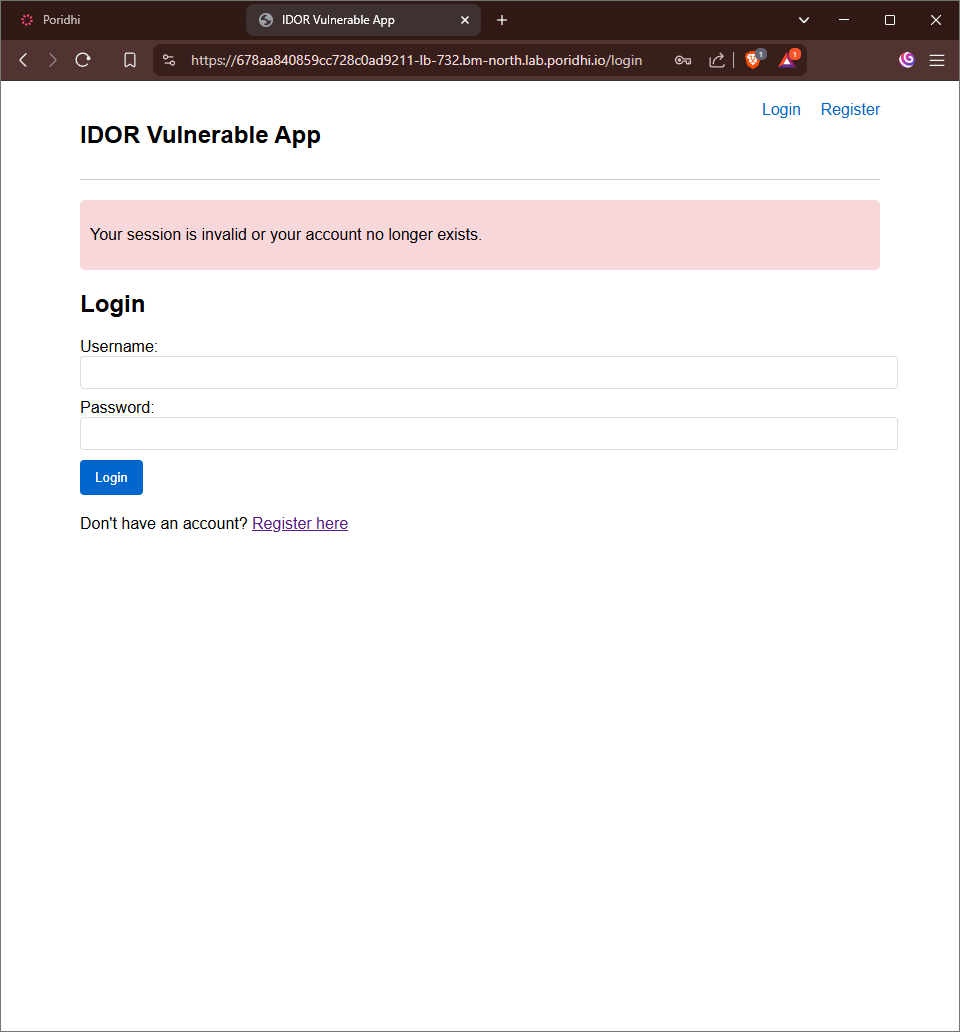 Poridhi
IDOR Vulnerable App
https://678aa840859cc728c0ad9211-lb-732.bm-north.lab.poridhi.io/login
1
1
Login Register
IDOR Vulnerable App
Your session is invalid or your account no longer exists.
Login
Username:
Password:
Login
Don't have an account? Register here